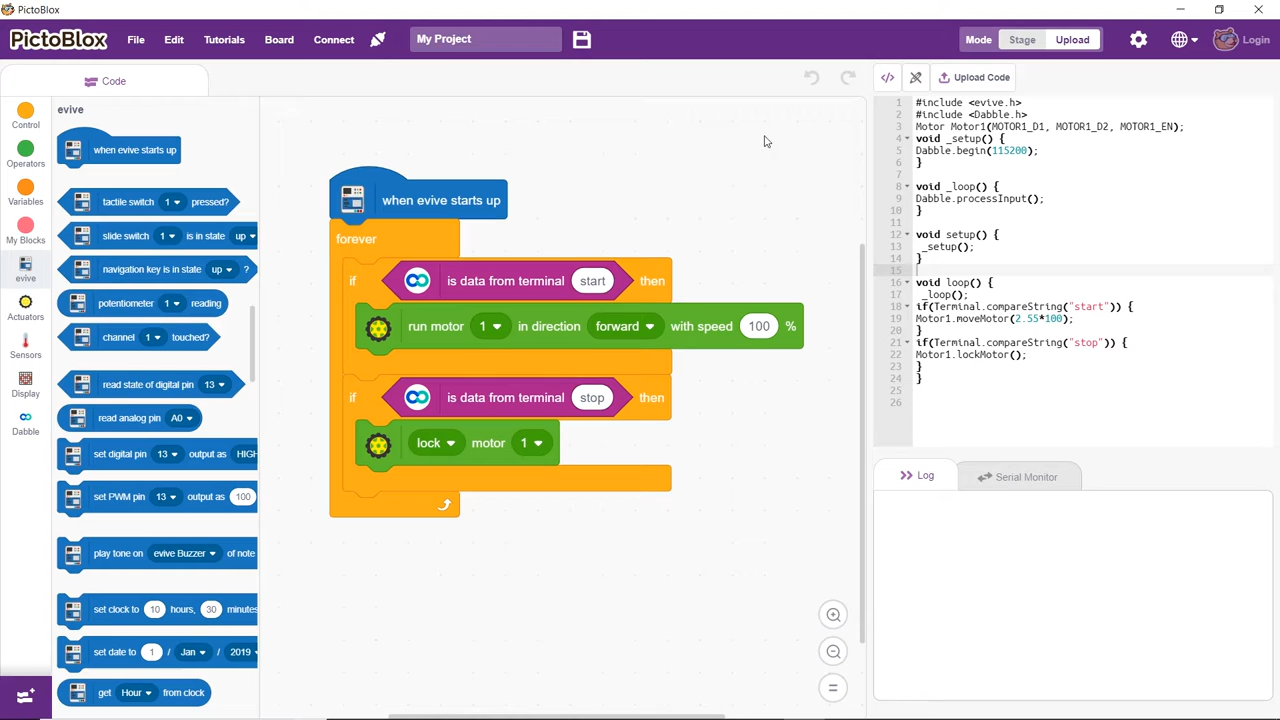 PictoBlox
PictoBlox File Edit Tutorials Board Connect My Project Mode Stage Upload Login
Code
Upload Code
Control
Operators
Variables
My Blocks
evive
Actuators
Sensors
Display
Dabble
evive
when evive starts up
tactile switch 1 pressed?
slide switch 1 is in state up
navigation key is in state up ?
potentiometer 1 reading
channel 1 touched?
read state of digital pin 13
read analog pin A0
set digital pin 13 output as HIGH
set PWM pin 13 output as 100
play tone on evive Buzzer of note
set clock to 10 hours, 30 minutes
set date to 1 / Jan / 2019
get Hour from clock
when evive starts up
forever
if is data from terminal start then
run motor 1 in direction forward with speed 100 %
if is data from terminal stop then
lock motor 1
1 #include <evive.h>
2 #include <Dabble.h>
3 Motor Motor1(MOTOR1_D1, MOTOR1_D2, MOTOR1_EN);
4 void _setup() {
5 Dabble.begin(115200);
6 }
7
8 void _loop() {
9 Dabble.processInput();
10 }
11
12 void setup() {
13 _setup();
14 }
15
16 void loop() {
17 _loop();
18 if(Terminal.compareString("start")) {
19 Motor1.moveMotor(2.55*100);
20 }
21 if(Terminal.compareString("stop")) {
22 Motor1.lockMotor();
23 }
24 }
25
26
Log Serial Monitor